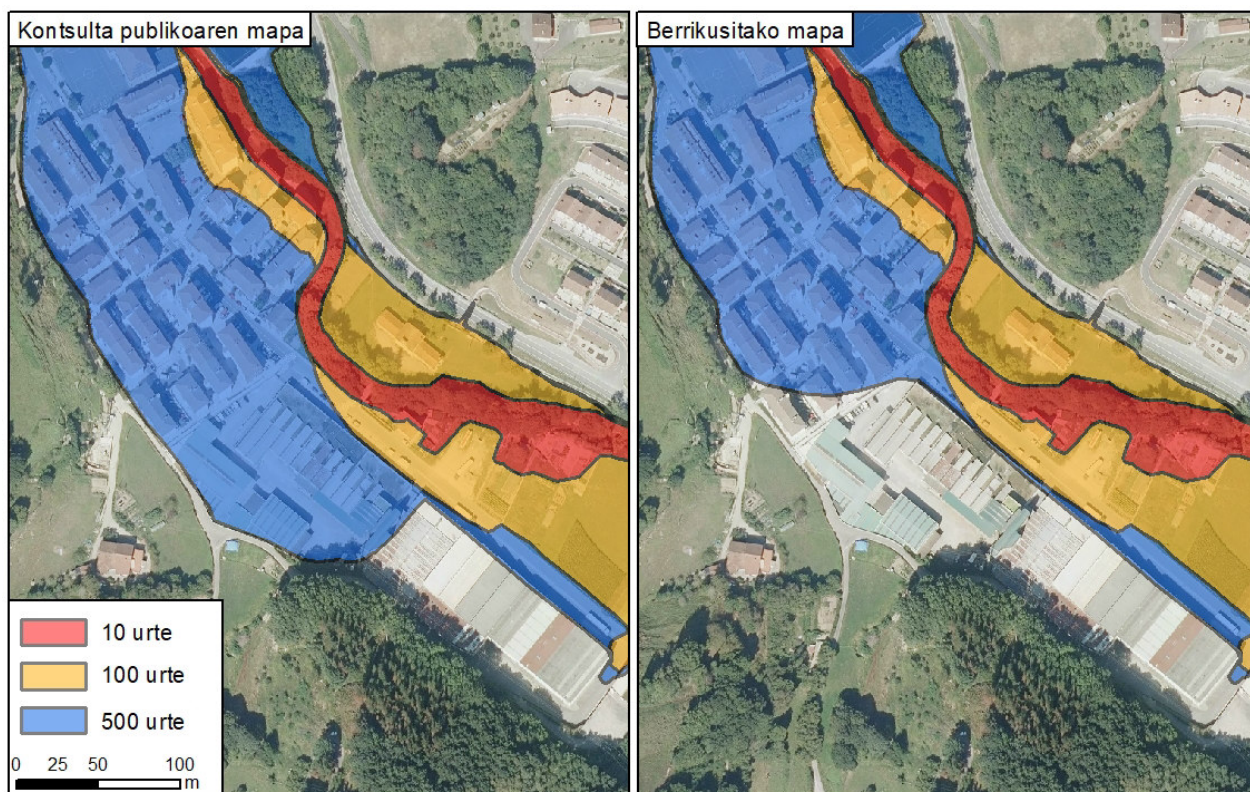 Kontsulta publikoaren mapa
Berrikusitako mapa
10 urte
100 urte
500 urte
0 25 50 100
m